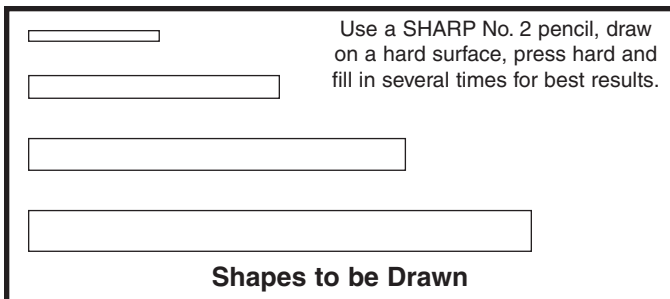 Use a SHARP No. 2 pencil, draw
on a hard surface, press hard and
fill in several times for best results.
Shapes to be Drawn